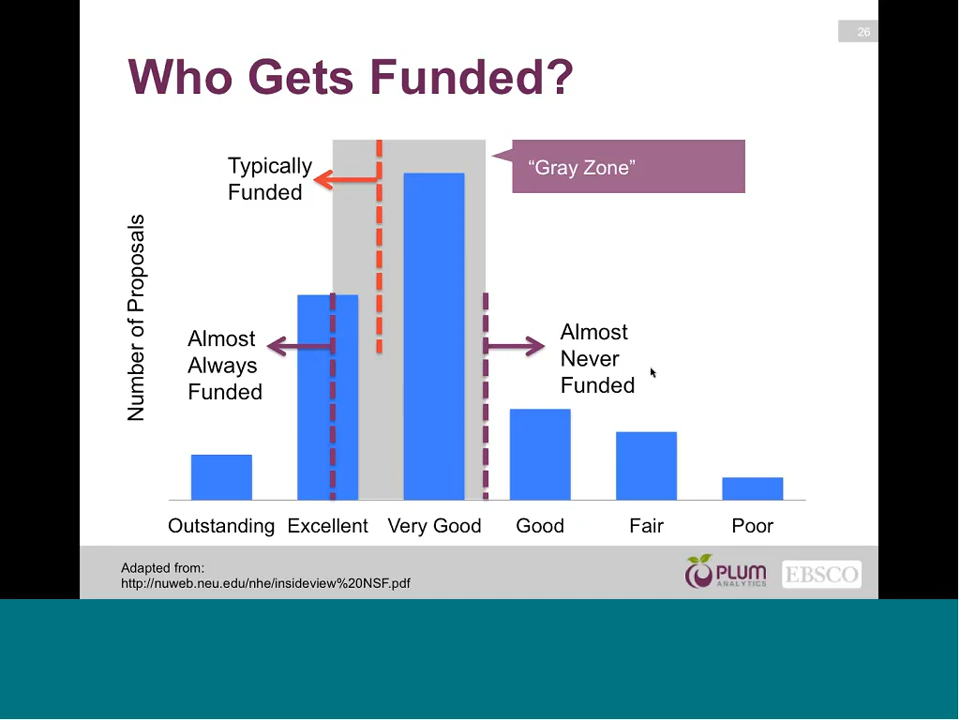 26
Who Gets Funded?
Typically
Funded
“Gray Zone”
Number of Proposals
Almost
Always
Funded
Almost
Never
Funded
Outstanding Excellent Very Good Good Fair Poor
Adapted from:
http://nuweb.neu.edu/nhe/insideview%20NSF.pdf
PLUM
ANALYTICS
EBSCO